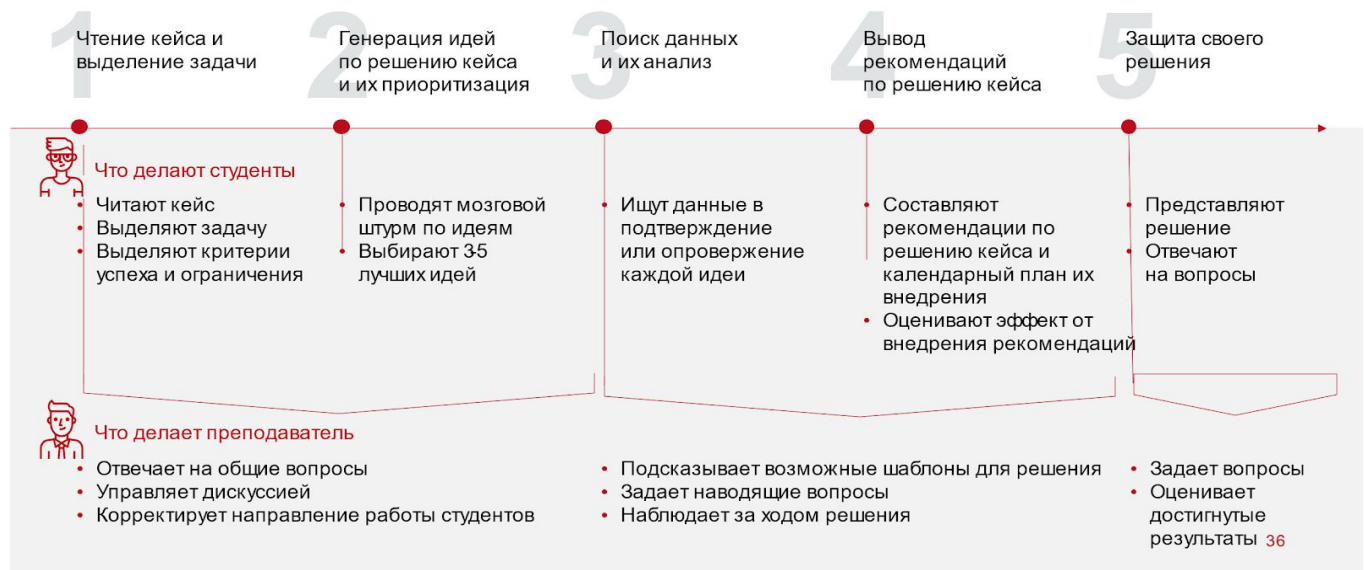 1
Чтение кейса и
выделение задачи
2
Генерация идей
по решению кейса
и их приоритизация
3
Поиск данных
и их анализ
4
Вывод
рекомендаций
по решению кейса
5
Защита своего
решения
Что делают студенты
• Читают кейс
• Выделяют задачу
• Выделяют критерии
успеха и ограничения
• Проводят мозговой
штурм по идеям
• Выбирают 3-5
лучших идей
• Ищут данные в
подтверждение
или опровержение
каждой идеи
• Составляют
рекомендации по
решению кейса и
календарный план их
внедрения
• Оценивают эффект от
внедрения рекомендаций
• Представляют
решение
• Отвечают
на вопросы
Что делает преподаватель
• Отвечает на общие вопросы
• Управляет дискуссией
• Корректирует направление работы студентов
• Подсказывает возможные шаблоны для решения
• Задает наводящие вопросы
• Наблюдает за ходом решения
• Задает вопросы
• Оценивает
достигнутые
результаты 36